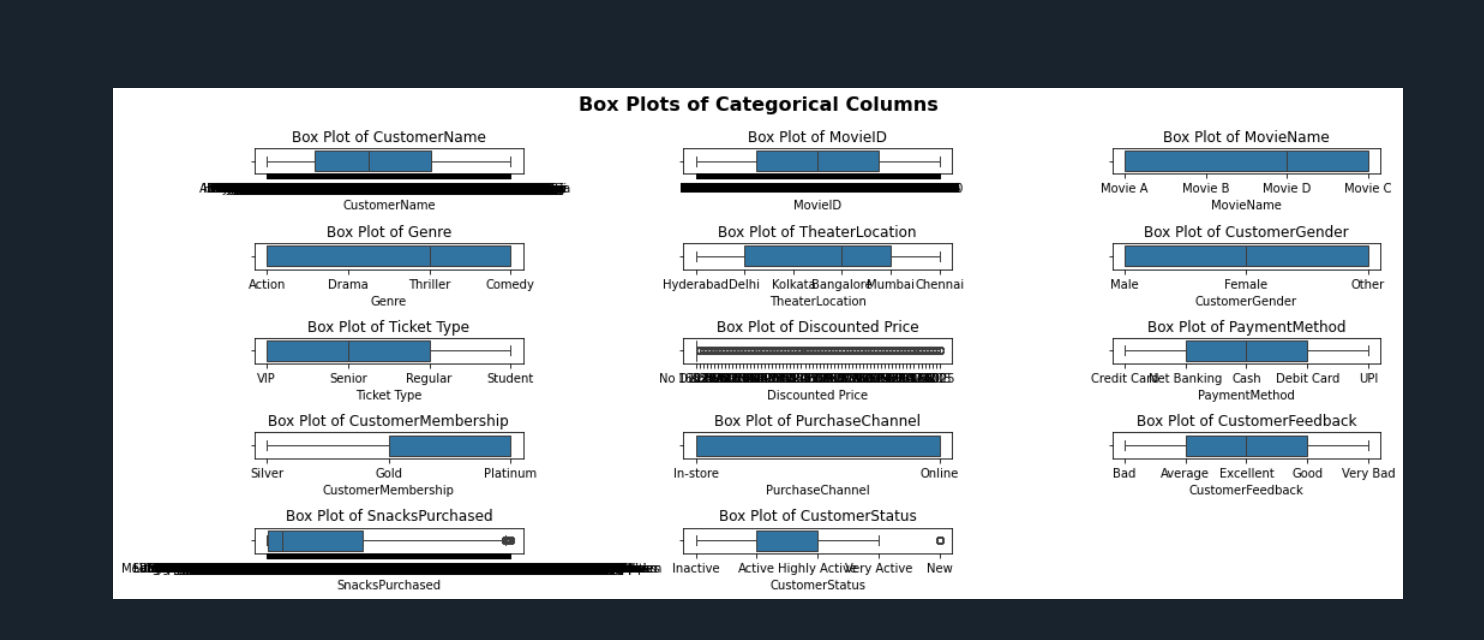 Box Plots of Categorical Columns
Box Plot of CustomerName
CustomerName
Box Plot of MovieID
MovieID
Box Plot of MovieName
Movie A Movie B Movie D Movie C
MovieName
Box Plot of Genre
Action Drama Thriller Comedy
Genre
Box Plot of TheaterLocation
Hyderabad Delhi Kolkata Bangalore Mumbai Chennai
TheaterLocation
Box Plot of CustomerGender
Male Female Other
CustomerGender
Box Plot of Ticket Type
VIP Senior Regular Student
Ticket Type
Box Plot of Discounted Price
No
Discounted Price
Box Plot of PaymentMethod
Credit Card Net Banking Cash Debit Card UPI
PaymentMethod
Box Plot of CustomerMembership
Silver Gold Platinum
CustomerMembership
Box Plot of PurchaseChannel
In-store Online
PurchaseChannel
Box Plot of CustomerFeedback
Bad Average Excellent Good Very Bad
CustomerFeedback
Box Plot of SnacksPurchased
SnacksPurchased
Box Plot of CustomerStatus
Inactive Active Highly Active Very Active New
CustomerStatus